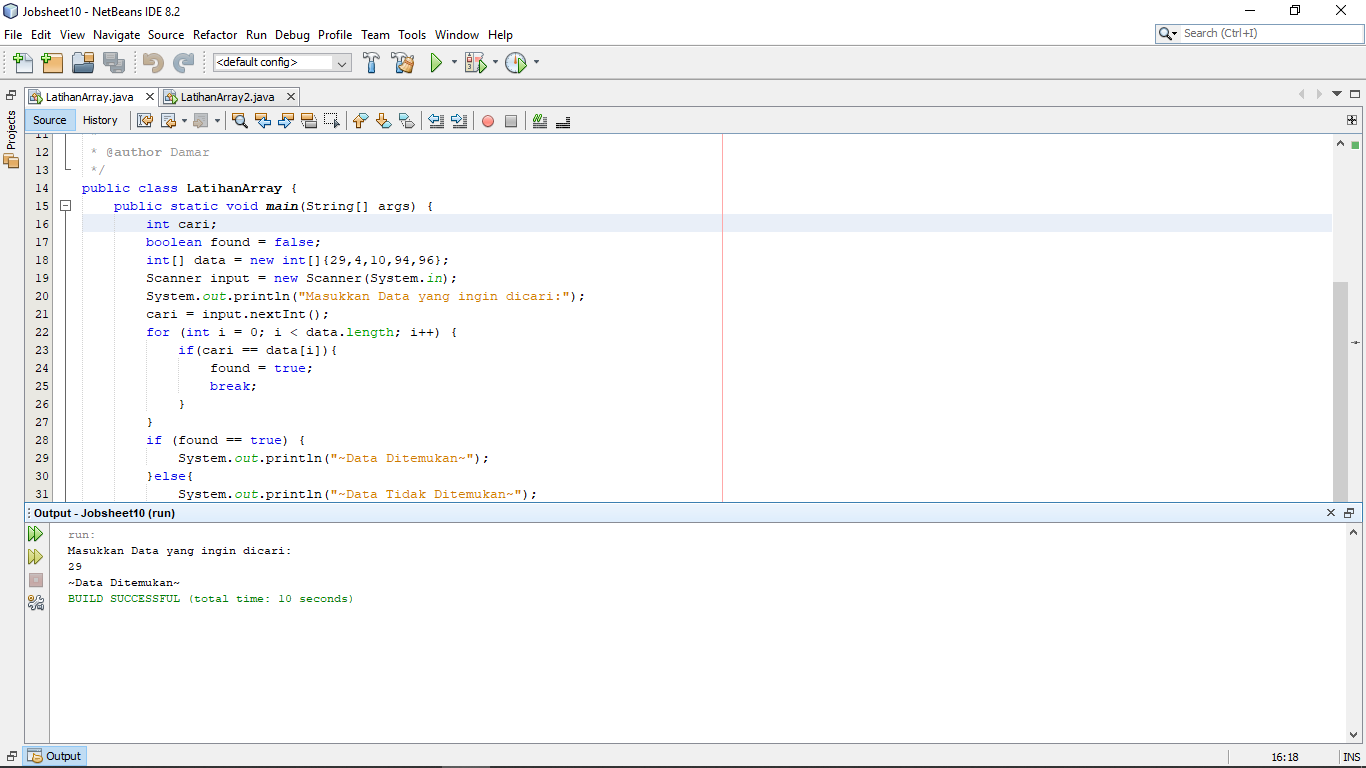 Jobsheet10 - NetBeans IDE 8.2
File Edit View Navigate Source Refactor Run Debug Profile Team Tools Window Help
Search (Ctrl+I)
<default config>
LatihanArray.java LatihanArray2.java
Projects
Source History
11 *
12 * @author Damar
13 */
14 public class LatihanArray {
15 public static void main(String[] args) {
16 int cari;
17 boolean found = false;
18 int[] data = new int[]{29,4,10,94,96};
19 Scanner input = new Scanner(System.in);
20 System.out.println("Masukkan Data yang ingin dicari:");
21 cari = input.nextInt();
22 for (int i = 0; i < data.length; i++) {
23 if(cari == data[i]){
24 found = true;
25 break;
26 }
27 }
28 if (found == true) {
29 System.out.println("~Data Ditemukan~");
30 }else{
31 System.out.println("~Data Tidak Ditemukan~");
Output - Jobsheet10 (run)
run:
Masukkan Data yang ingin dicari:
29
~Data Ditemukan~
BUILD SUCCESSFUL (total time: 10 seconds)
Output
16:18 INS